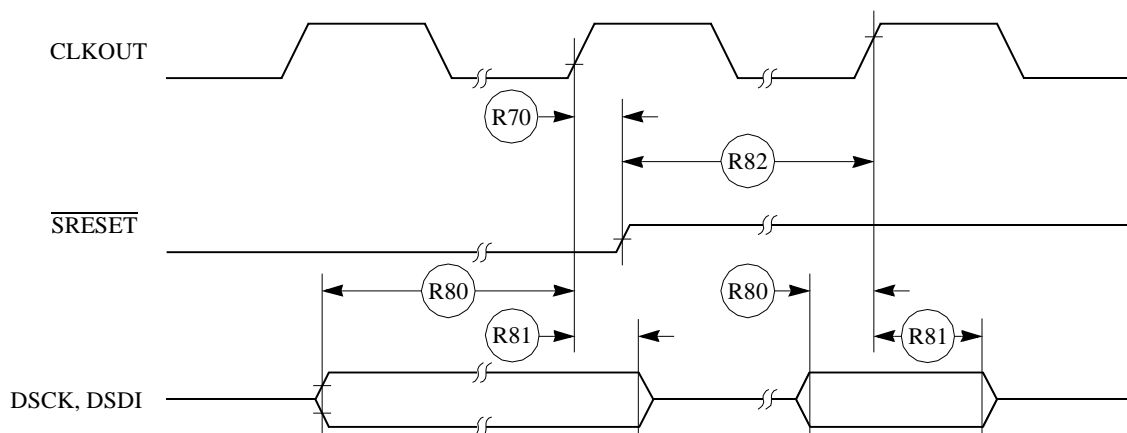 CLKOUT
R70
R82
SRESET
R80
R80
R81
R81
DSCK, DSDI